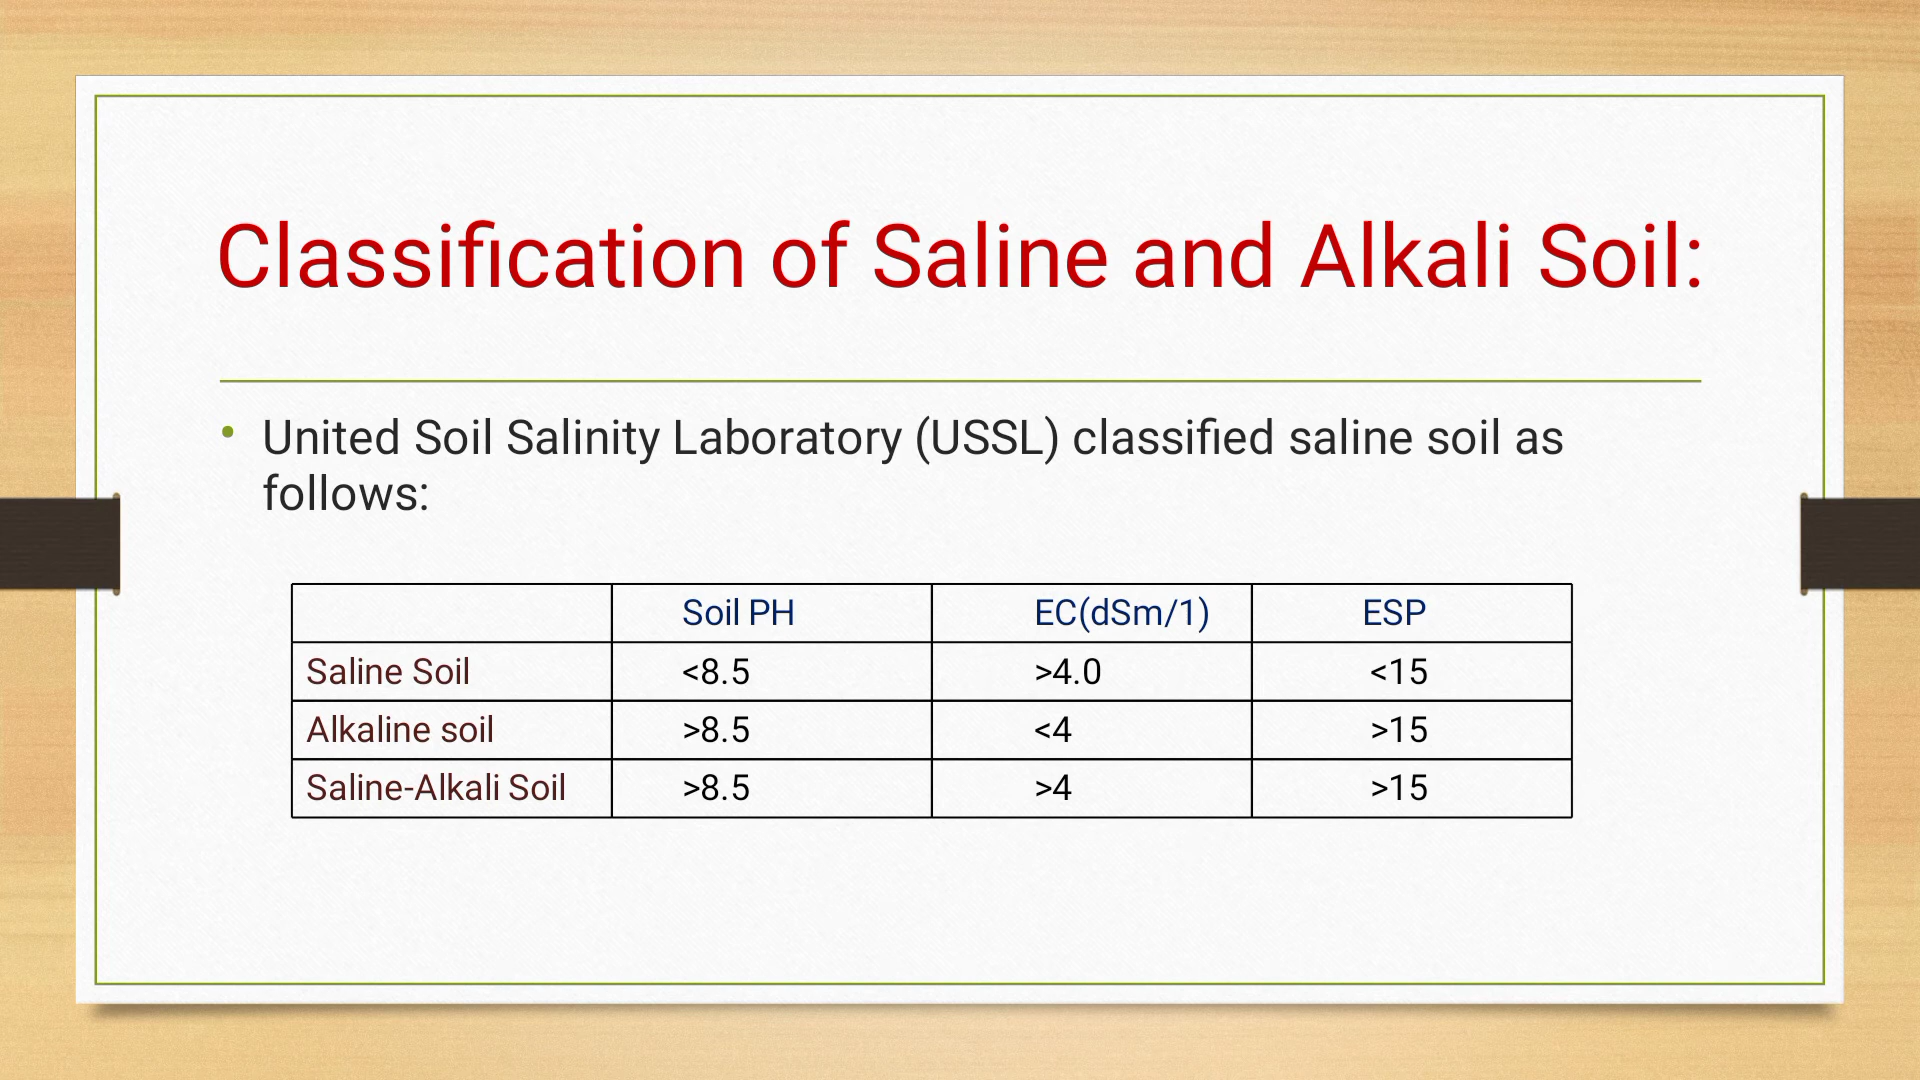 Classification of Saline and Alkali Soil:
• United Soil Salinity Laboratory (USSL) classified saline soil as
follows:
Soil PH EC(dSm/1) ESP
Saline Soil <8.5 >4.0 <15
Alkaline soil >8.5 <4 >15
Saline-Alkali Soil >8.5 >4 >15